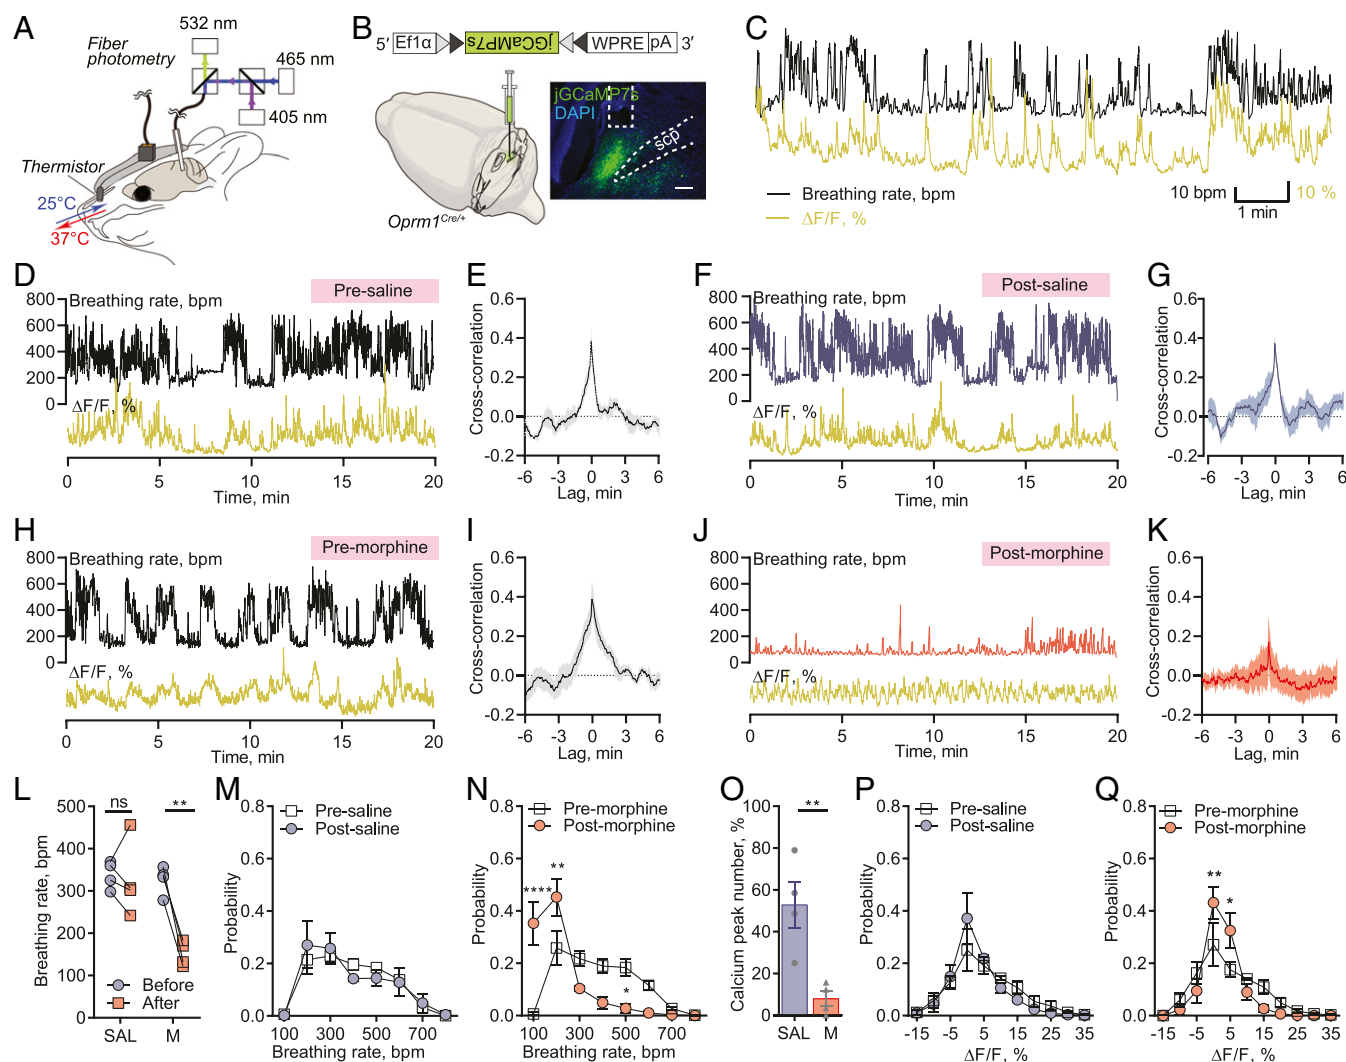 A
532 nm
Fiber
photometry
465 nm
405 nm
Thermistor
25°C
37°C
B
5′ Ef1α jGCaMP7s WPRE pA 3′
jGCaMP7s
DAPI
scp
Oprm1Cre/+
C
Breathing rate, bpm
ΔF/F, %
10 bpm
10 %
1 min
D
Breathing rate, bpm
Pre-saline
800
600
400
200
0
ΔF/F, %
0 5 10 15 20
Time, min
E
Cross-correlation
0.6
0.4
0.2
0.0
-0.2
-6 -3 0 3 6
Lag, min
F
Breathing rate, bpm
Post-saline
800
600
400
200
0
ΔF/F, %
0 5 10 15 20
Time, min
G
Cross-correlation
0.6
0.4
0.2
0.0
-0.2
-6 -3 0 3 6
Lag, min
H
Breathing rate, bpm
Pre-morphine
800
600
400
200
0
ΔF/F, %
0 5 10 15 20
Time, min
I
Cross-correlation
0.6
0.4
0.2
0.0
-0.2
-6 -3 0 3 6
Lag, min
J
Breathing rate, bpm
Post-morphine
800
600
400
200
0
ΔF/F, %
0 5 10 15 20
Time, min
K
Cross-correlation
0.6
0.4
0.2
0.0
-0.2
-6 -3 0 3 6
Lag, min
L
Breathing rate, bpm
500
400
300
200
100
0
ns
**
Before
After
SAL M
M
Probability
0.8
0.6
0.4
0.2
0.0
Pre-saline
Post-saline
100 300 500 700
Breathing rate, bpm
N
Probability
0.8
0.6
0.4
0.2
0.0
Pre-morphine
Post-morphine
****
**
*
100 300 500 700
Breathing rate, bpm
O
Calcium peak number, %
100
80
60
40
20
0
**
SAL M
P
Probability
0.8
0.6
0.4
0.2
0.0
Pre-saline
Post-saline
-15 -5 5 15 25 35
ΔF/F, %
Q
Probability
0.8
0.6
0.4
0.2
0.0
Pre-morphine
Post-morphine
**
*
-15 -5 5 15 25 35
ΔF/F, %